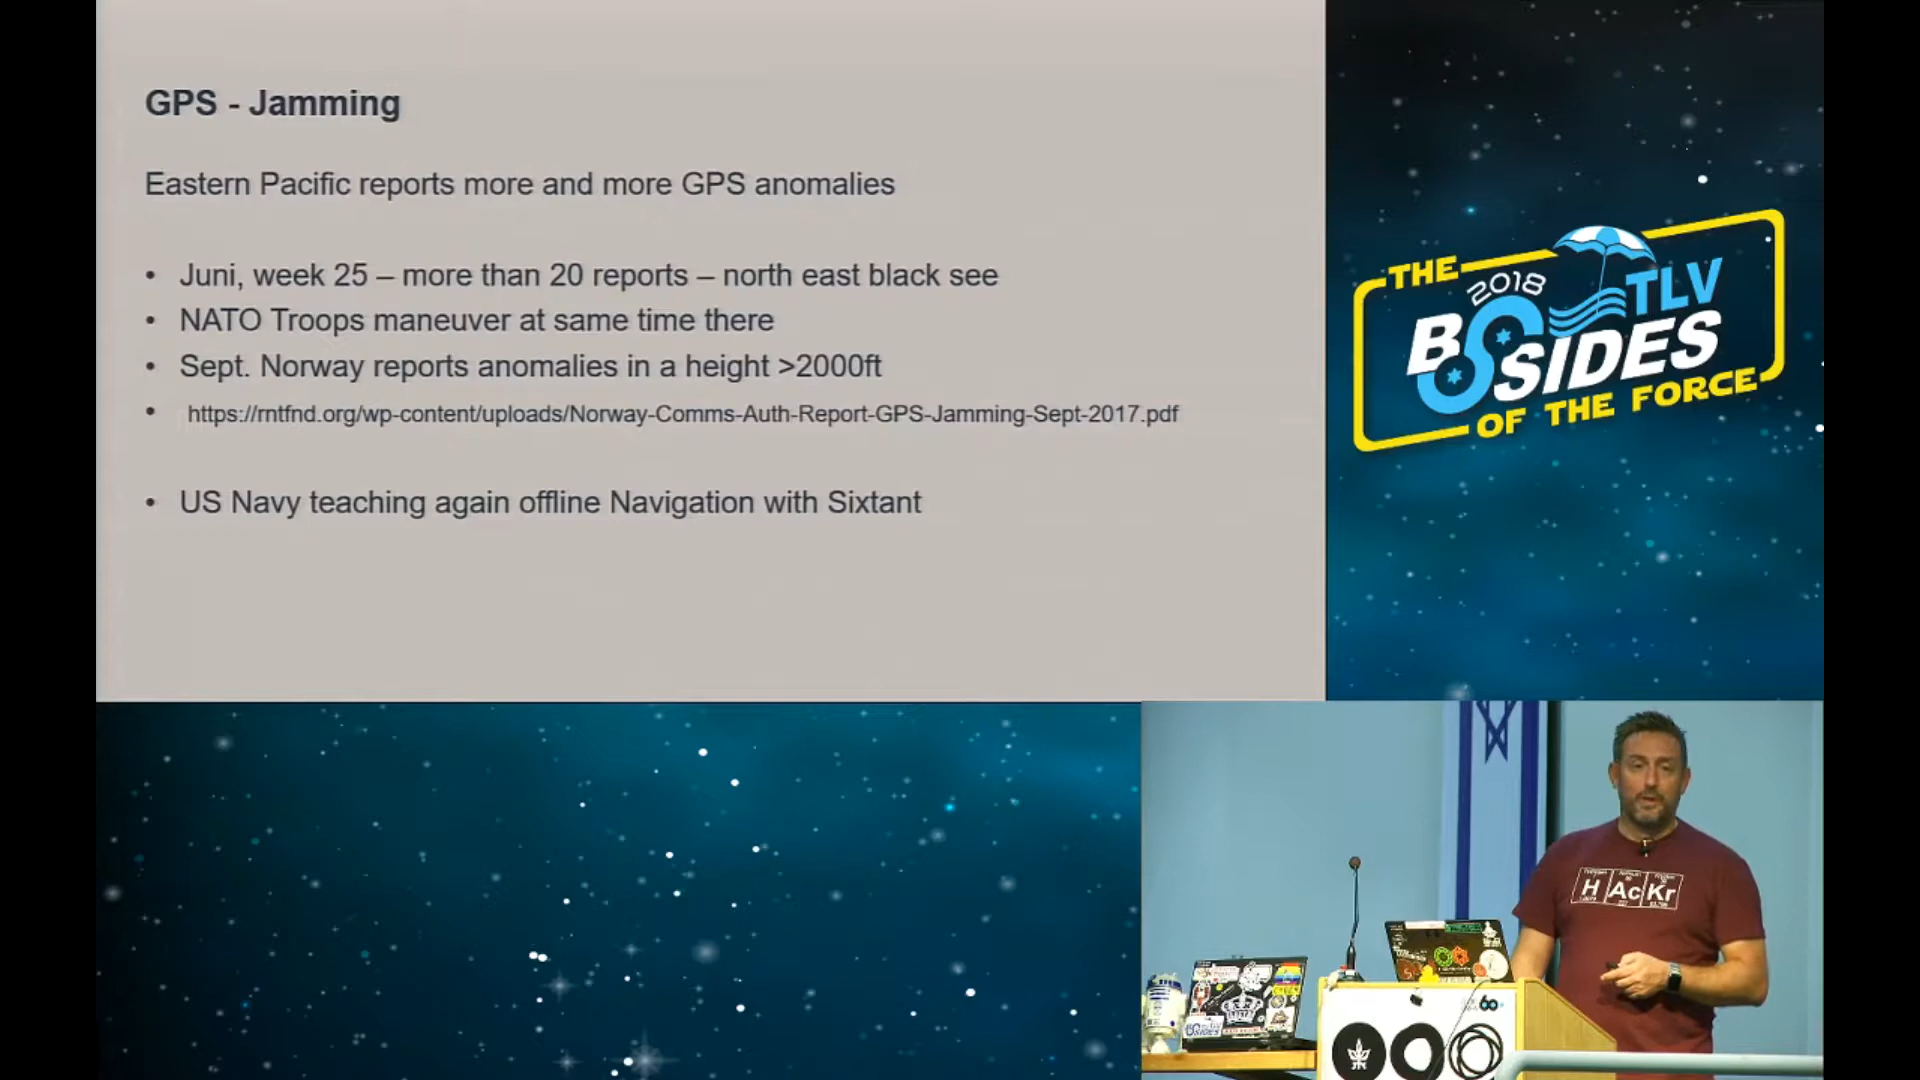 GPS - Jamming
Eastern Pacific reports more and more GPS anomalies
• Juni, week 25 – more than 20 reports – north east black see
• NATO Troops maneuver at same time there
• Sept. Norway reports anomalies in a height >2000ft
• https://rntfnd.org/wp-content/uploads/Norway-Comms-Auth-Report-GPS-Jamming-Sept-2017.pdf
• US Navy teaching again offline Navigation with Sixtant
THE
2018
TLV
BSIDES
OF THE FORCE
H Ac Kr